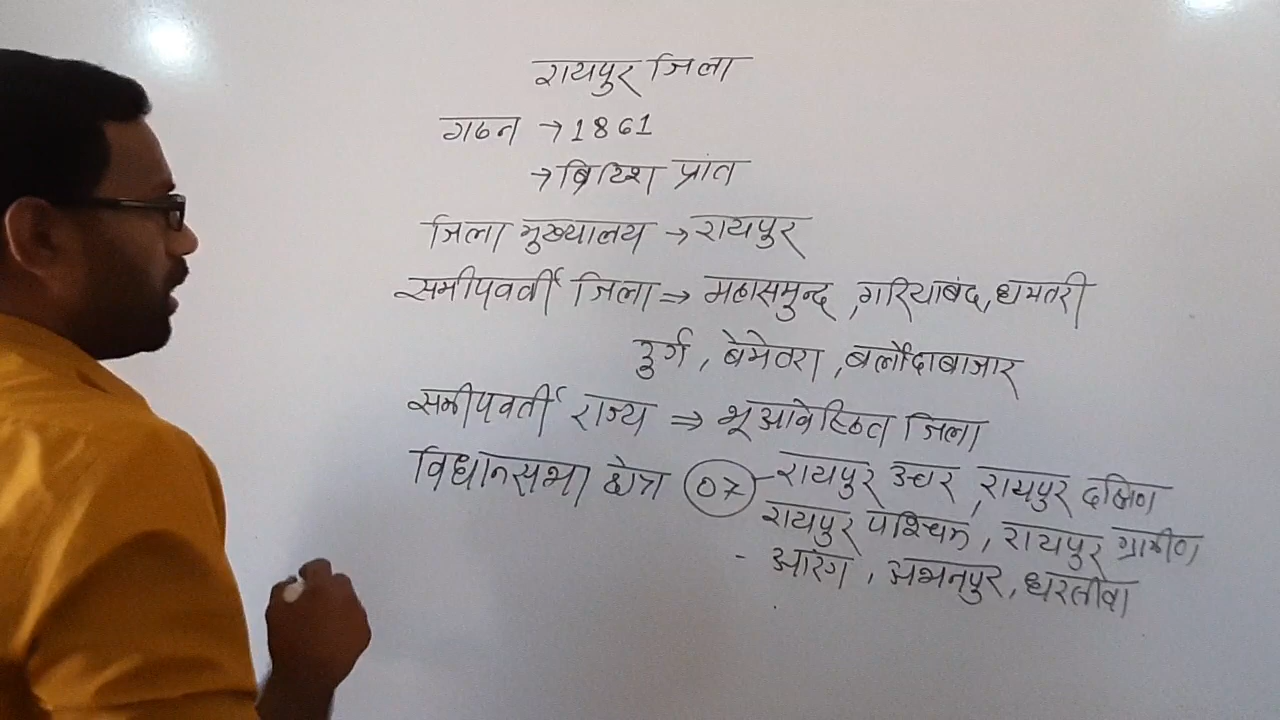 रायपुर जिला
गठन → 1861
→ ब्रिटिश प्रांत
जिला मुख्यालय → रायपुर
समीपवर्ती जिला ⇒ महासमुन्द, गरियाबंद, धमतरी
दुर्ग, बेमेतरा, बलौदाबाजार
समीपवर्ती राज्य ⇒ भूआवेष्ठित जिला
विधानसभा क्षेत्र 07 - रायपुर उत्तर, रायपुर दक्षिण
रायपुर पश्चिम, रायपुर ग्रामीण
- आरंग, अभनपुर, धरसीवा